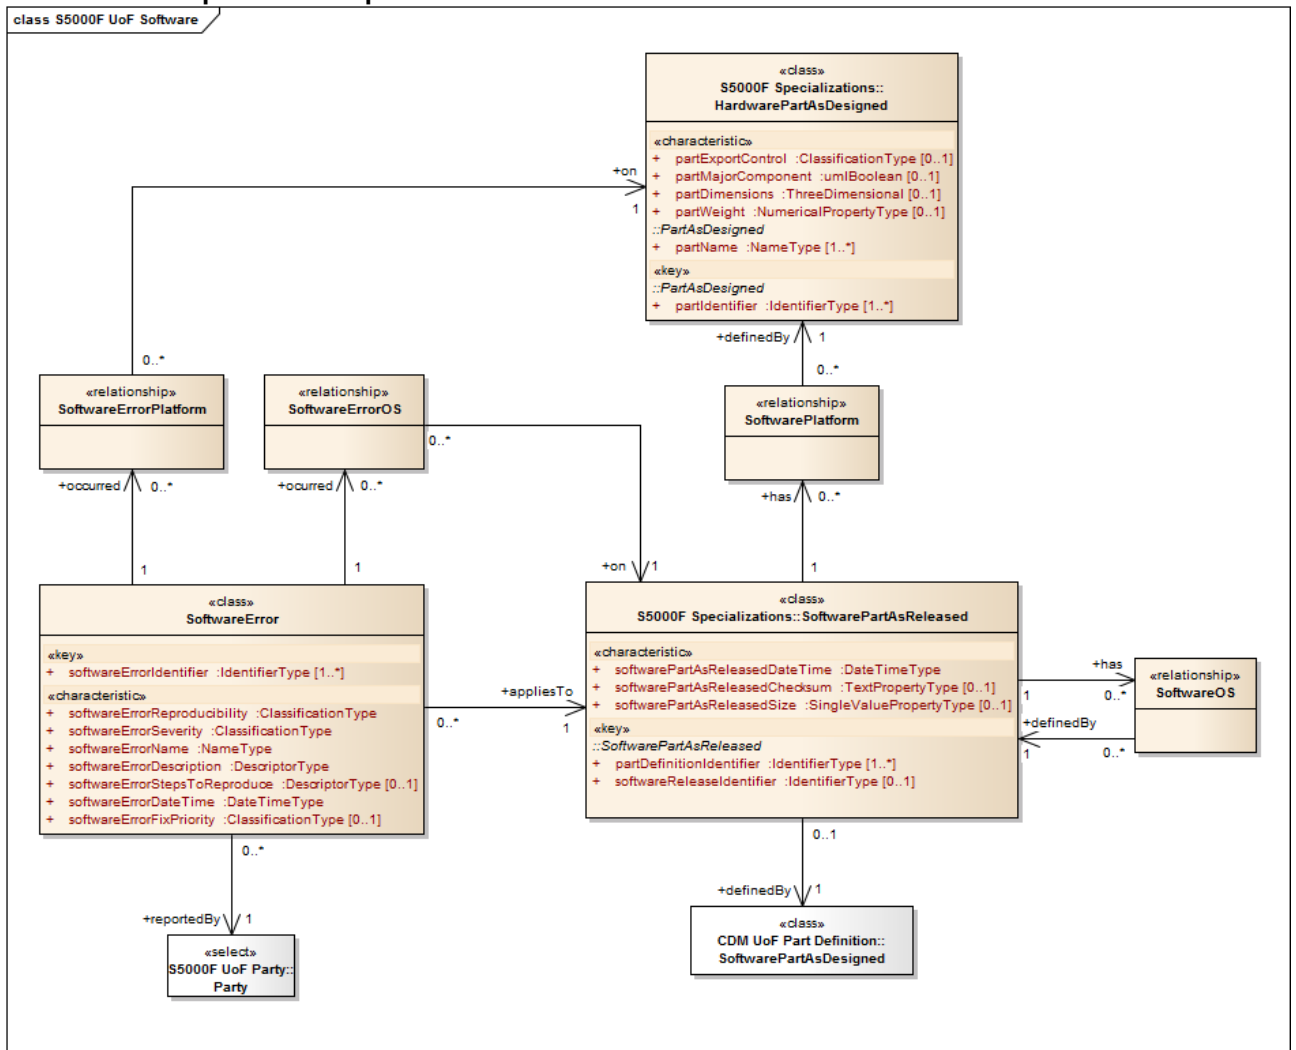 class S5000F UoF Software
«class»
S5000F Specializations::
HardwarePartAsDesigned
«characteristic»
+ partExportControl :ClassificationType [0..1]
+ partMajorComponent :umlBoolean [0..1]
+ partDimensions :ThreeDimensional [0..1]
+ partWeight :NumericalPropertyType [0..1]
::PartAsDesigned
+ partName :NameType [1..*]
«key»
::PartAsDesigned
+ partIdentifier :IdentifierType [1..*]
+on
1
+definedBy
1
0..*
0..*
«relationship»
SoftwareErrorPlatform
«relationship»
SoftwareErrorOS
0..*
«relationship»
SoftwarePlatform
+occurred
0..*
+ocurred
0..*
+has
0..*
1
1
+on
1
1
«class»
SoftwareError
«key»
+ softwareErrorIdentifier :IdentifierType [1..*]
«characteristic»
+ softwareErrorReproducibility :ClassificationType
+ softwareErrorSeverity :ClassificationType
+ softwareErrorName :NameType
+ softwareErrorDescription :DescriptorType
+ softwareErrorStepsToReproduce :DescriptorType [0..1]
+ softwareErrorDateTime :DateTimeType
+ softwareErrorFixPriority :ClassificationType [0..1]
+appliesTo
0..*
1
«class»
S5000F Specializations::SoftwarePartAsReleased
«characteristic»
+ softwarePartAsReleasedDateTime :DateTimeType
+ softwarePartAsReleasedChecksum :TextPropertyType [0..1]
+ softwarePartAsReleasedSize :SingleValuePropertyType [0..1]
«key»
::SoftwarePartAsReleased
+ partDefinitionIdentifier :IdentifierType [1..*]
+ softwareReleaseIdentifier :IdentifierType [0..1]
+has
1
0..*
+definedBy
1
0..*
«relationship»
SoftwareOS
0..*
+reportedBy
1
«select»
S5000F UoF Party::
Party
0..1
+definedBy
1
«class»
CDM UoF Part Definition::
SoftwarePartAsDesigned